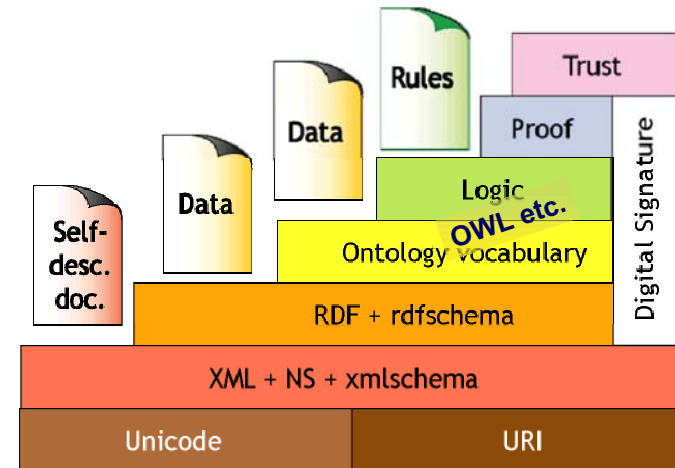 Rules
Trust
Data
Proof
Data
Logic
OWL etc.
Self-
desc.
doc.
Ontology vocabulary
Digital Signature
RDF + rdfschema
XML + NS + xmlschema
Unicode
URI